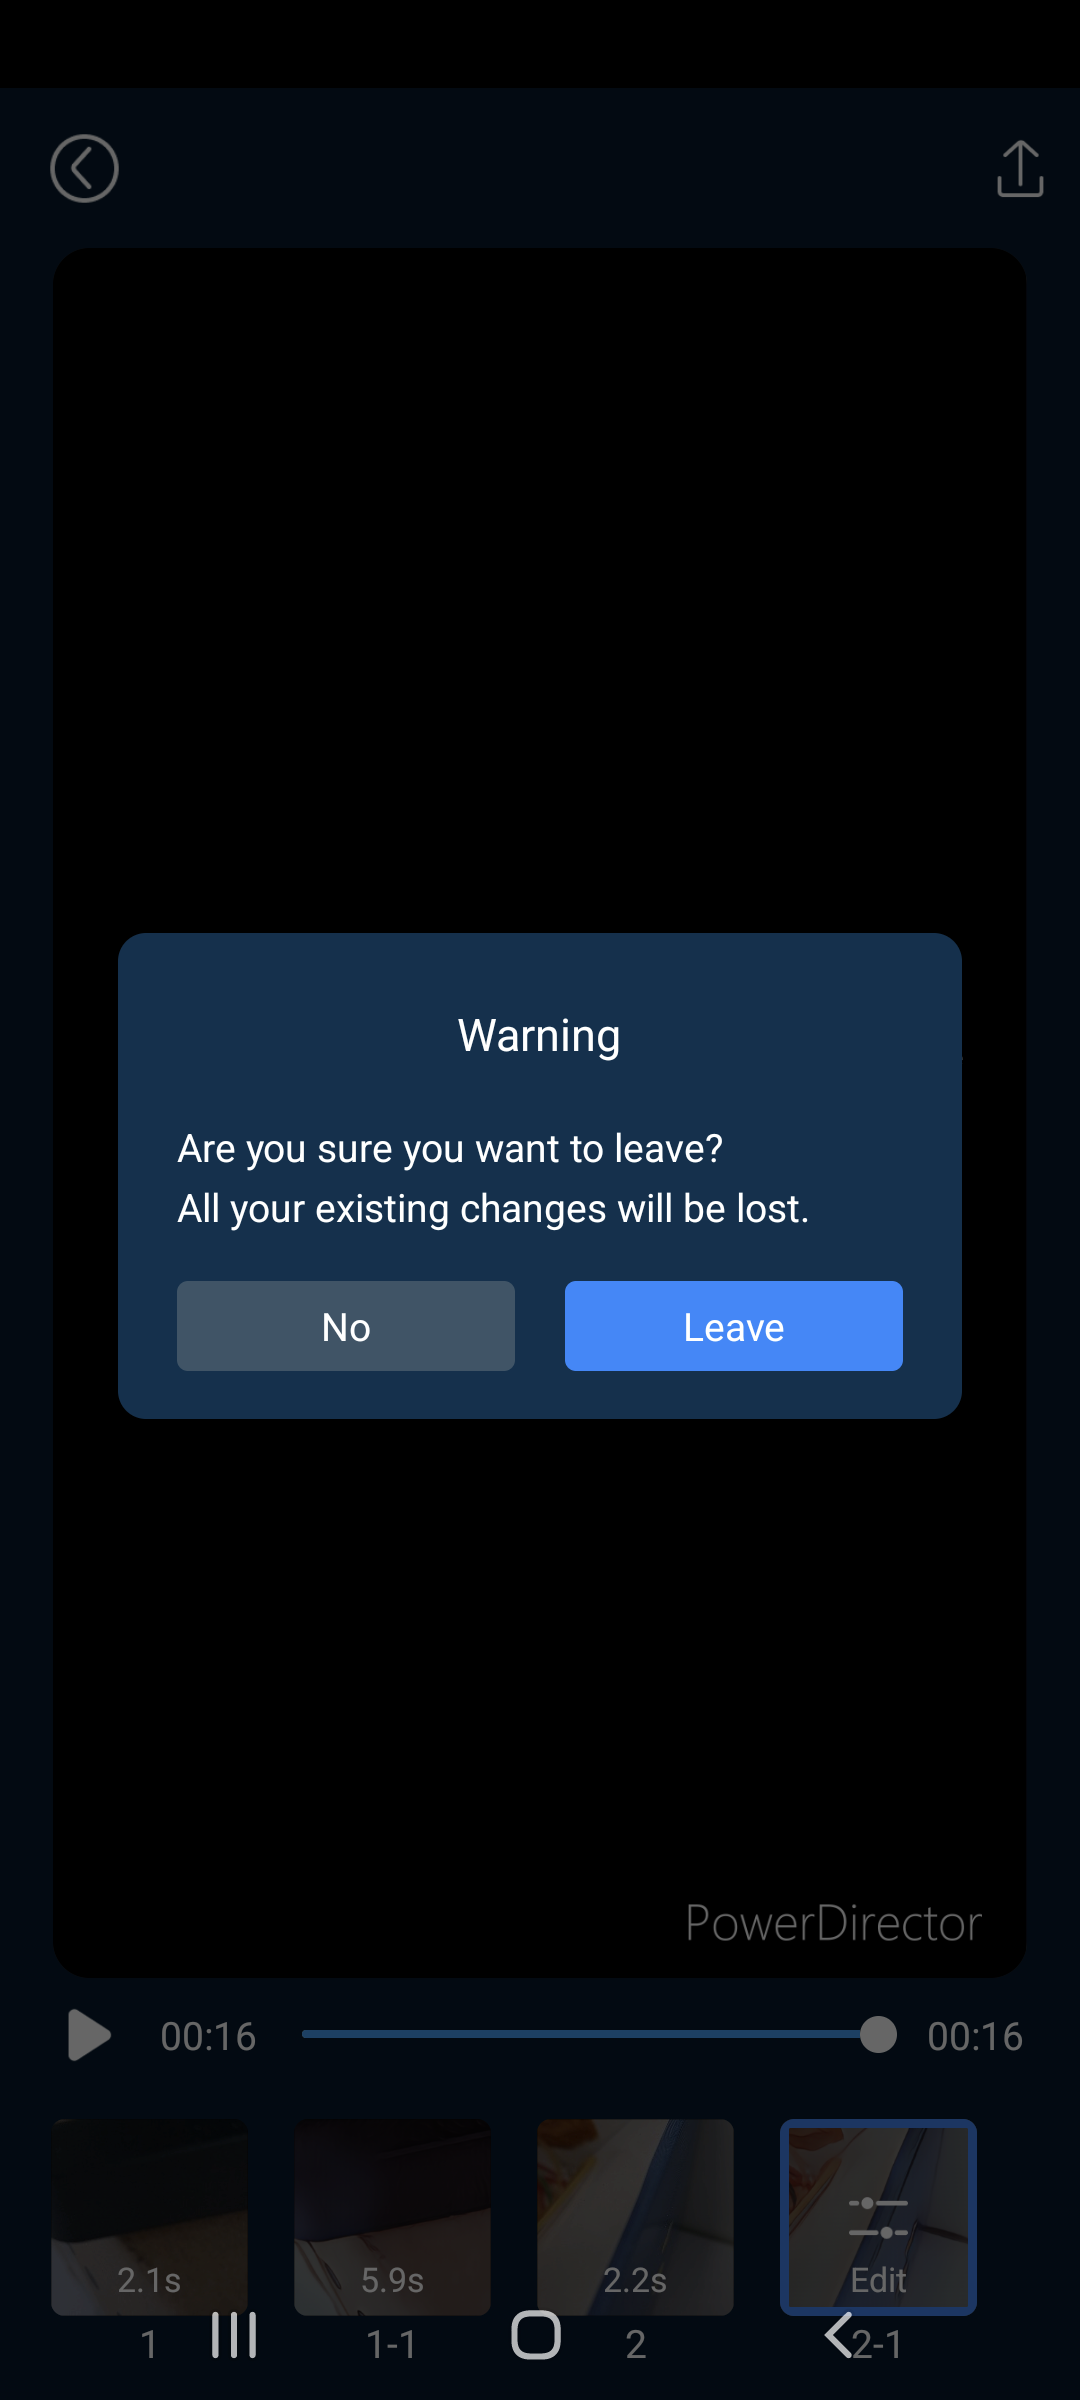 Warning
Are you sure you want to leave?
All your existing changes will be lost.
No
Leave
PowerDirector
00:16
00:16
2.1s
5.9s
2.2s
Edit
1
1-1
2
2-1